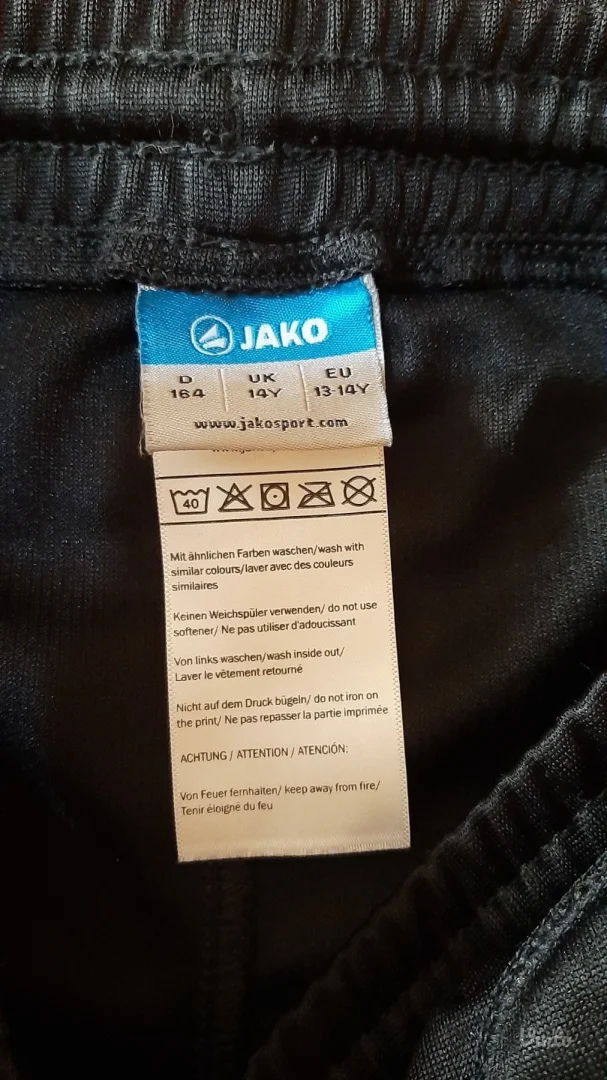 JAKO
D UK EU
164 14Y 13-14Y
www.jakosport.com
40
Mit ähnlichen Farben waschen/wash with
similar colours/laver avec des couleurs
similaires
Keinen Weichspüler verwenden/ do not use
softener/ Ne pas utiliser d'adoucissant
Von links waschen/wash inside out/
Laver le vêtement retourné
Nicht auf dem Druck bügeln/ do not iron on
the print/ Ne pas repasser la partie imprimée
ACHTUNG / ATTENTION / ATENCIÓN:
Von Feuer fernhalten/ keep away from fire/
Tenir éloigné du feu